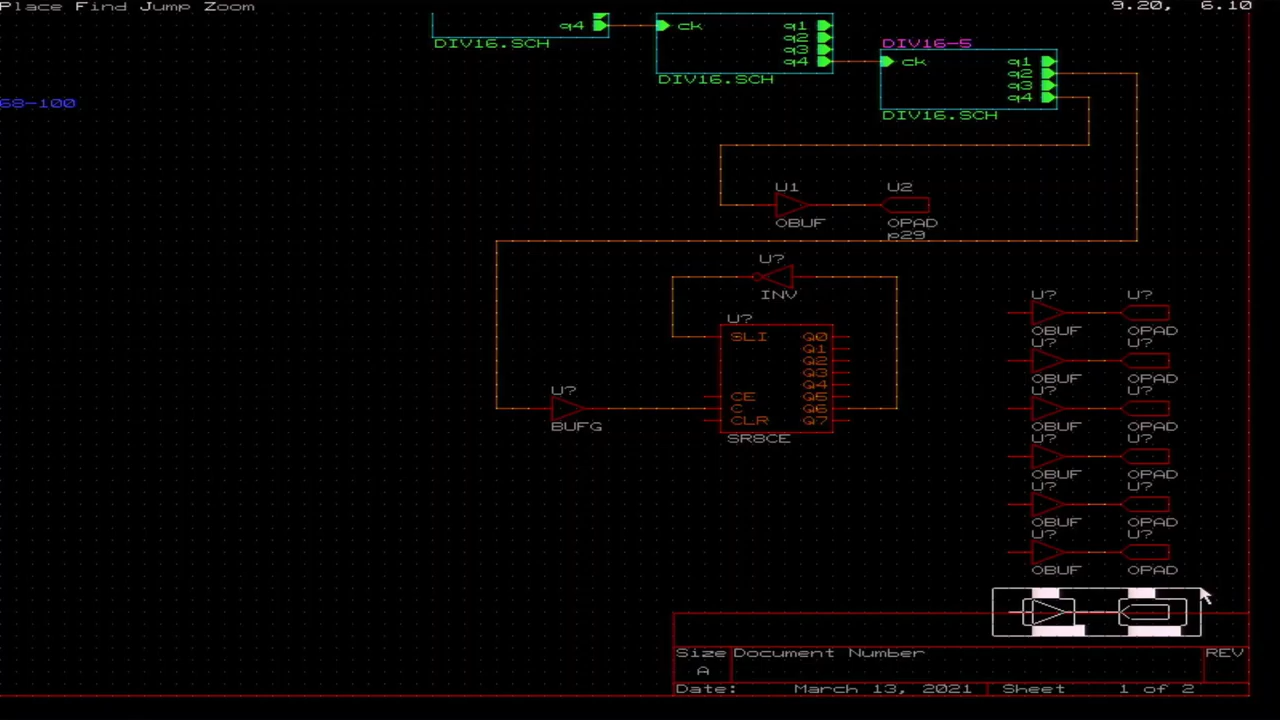 Place Find Jump Zoom
9.20, 6.10
q4
DIV16.SCH
ck
q1
q2
q3
q4
DIV16.SCH
DIV16-5
ck
q1
q2
q3
q4
DIV16.SCH
68-100
U1
OBUF
U2
OPAD
p29
U?
INV
U?
SLI
CE
C
CLR
Q0
Q1
Q2
Q3
Q4
Q5
Q6
Q7
SR8CE
U?
BUFG
U? U?
OBUF OPAD
U? U?
OBUF OPAD
U? U?
OBUF OPAD
U? U?
OBUF OPAD
U? U?
OBUF OPAD
U? U?
OBUF OPAD
Size Document Number REV
A
Date: March 13, 2021 Sheet 1 of 2